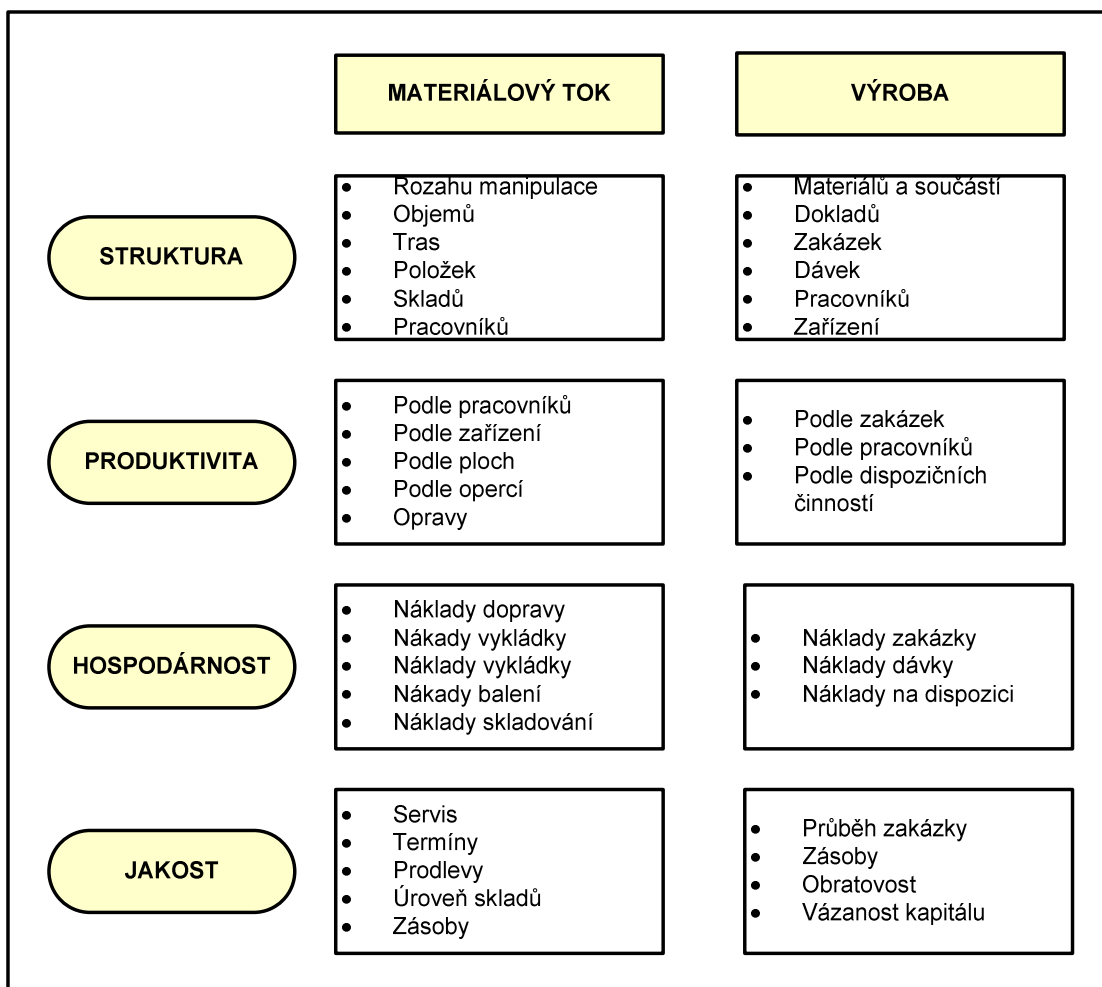 MATERIÁLOVÝ TOK
VÝROBA
STRUKTURA
• Rozahu manipulace
• Objemů
• Tras
• Položek
• Skladů
• Pracovníků
• Materiálů a součástí
• Dokladů
• Zakázek
• Dávek
• Pracovníků
• Zařízení
PRODUKTIVITA
• Podle pracovníků
• Podle zařízení
• Podle ploch
• Podle opercí
• Opravy
• Podle zakázek
• Podle pracovníků
• Podle dispozičních
činností
HOSPODÁRNOST
• Náklady dopravy
• Nákady vykládky
• Náklady vykládky
• Nákady balení
• Náklady skladování
• Náklady zakázky
• Náklady dávky
• Náklady na dispozici
JAKOST
• Servis
• Termíny
• Prodlevy
• Úroveň skladů
• Zásoby
• Průběh zakázky
• Zásoby
• Obratovost
• Vázanost kapitálu